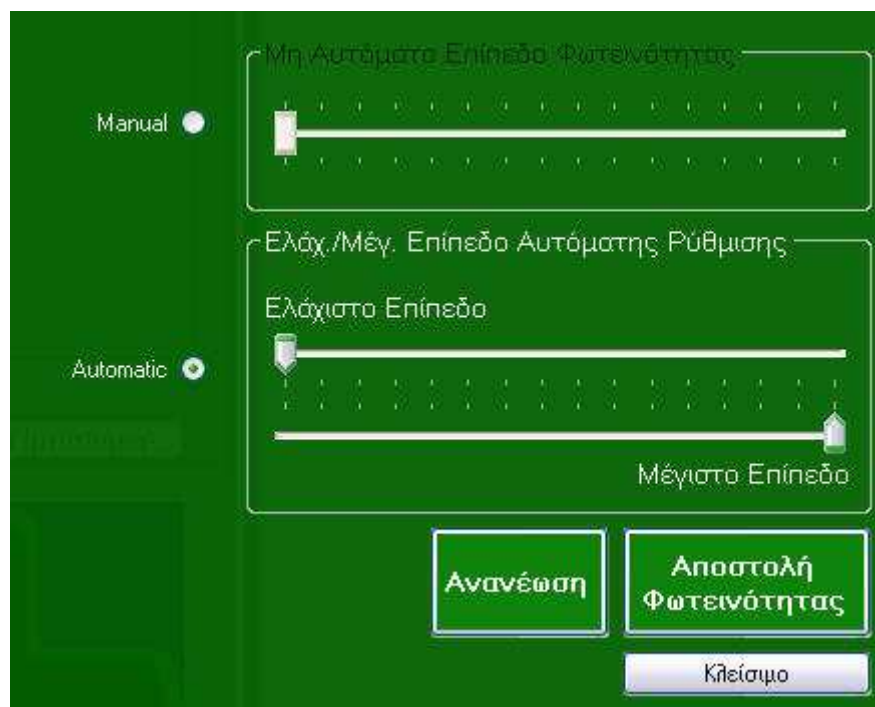 Μη Αυτόματο Επίπεδο Φωτεινότητας
Manual
Ελάχ./Μέγ. Επίπεδο Αυτόματης Ρύθμισης
Ελάχιστο Επίπεδο
Automatic
Μέγιστο Επίπεδο
Ανανέωση
Αποστολή
Φωτεινότητας
Κλείσιμο